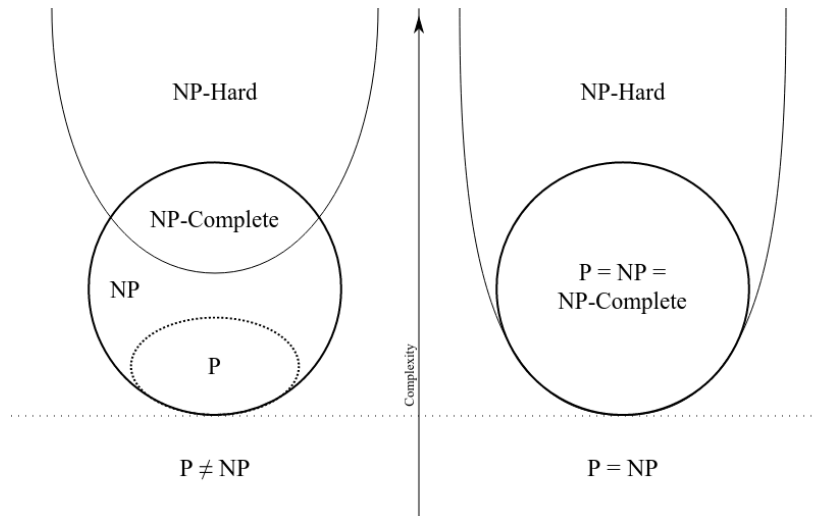 NP-Hard
NP-Complete
NP
P
P ≠ NP
Complexity
NP-Hard
P = NP =
NP-Complete
P = NP